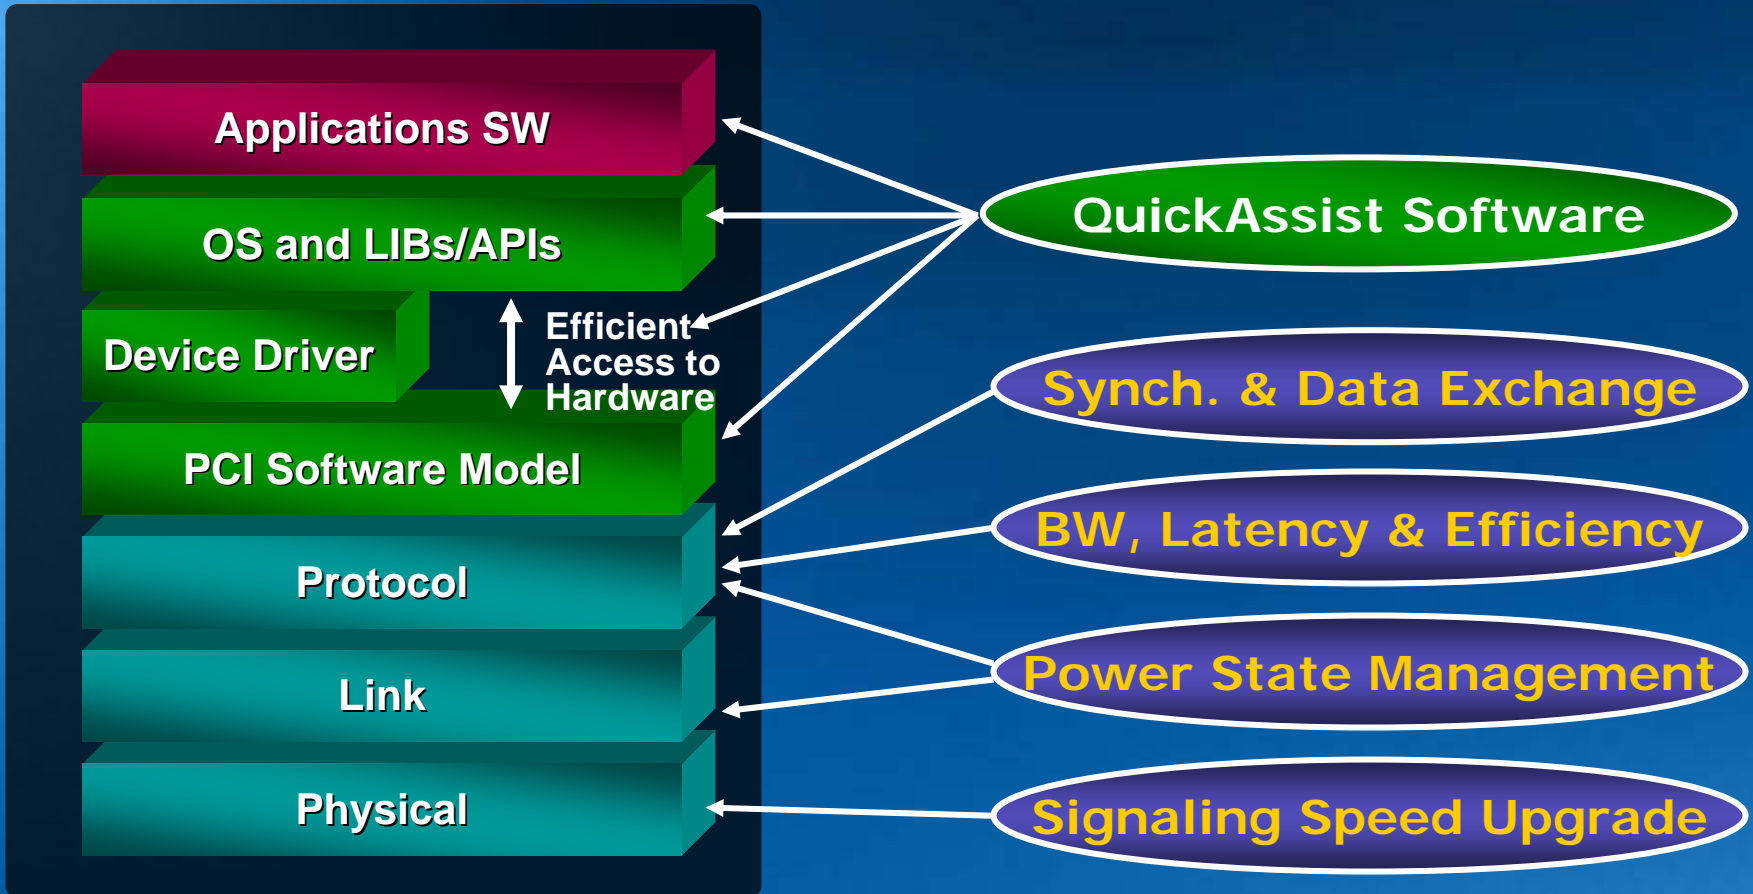 Applications SW
OS and LIBs/APIs
Device Driver
Efficient
Access to
Hardware
PCI Software Model
Protocol
Link
Physical
QuickAssist Software
Synch. & Data Exchange
BW, Latency & Efficiency
Power State Management
Signaling Speed Upgrade